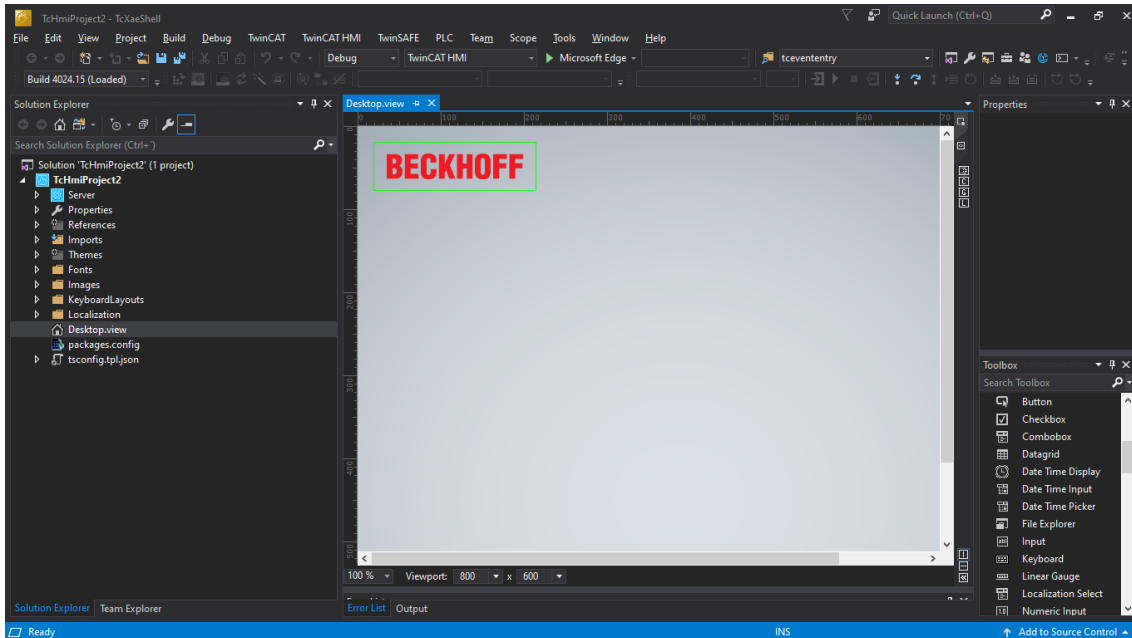 TcHmiProject2 - TcXaeShell
Quick Launch (Ctrl+Q)
File Edit View Project Build Debug TwinCAT TwinCAT HMI TwinSAFE PLC Team Scope Tools Window Help
Debug TwinCAT HMI Microsoft Edge tcevententry
Build 4024.15 (Loaded)
Solution Explorer
Search Solution Explorer (Ctrl+¨)
Solution 'TcHmiProject2' (1 project)
TcHmiProject2
Server
Properties
References
Imports
Themes
Fonts
Images
KeyboardLayouts
Localization
Desktop.view
packages.config
tsconfig.tpl.json
Solution Explorer Team Explorer
Desktop.view
0 100 200 300 400 500 600 70
BECKHOFF
0
100
200
300
400
500
100 % Viewport: 800 x 600
Error List Output
Properties
Toolbox
Search Toolbox
Button
Checkbox
Combobox
Datagrid
Date Time Display
Date Time Input
Date Time Picker
File Explorer
Input
Keyboard
Linear Gauge
Localization Select
Numeric Input
Ready INS Add to Source Control